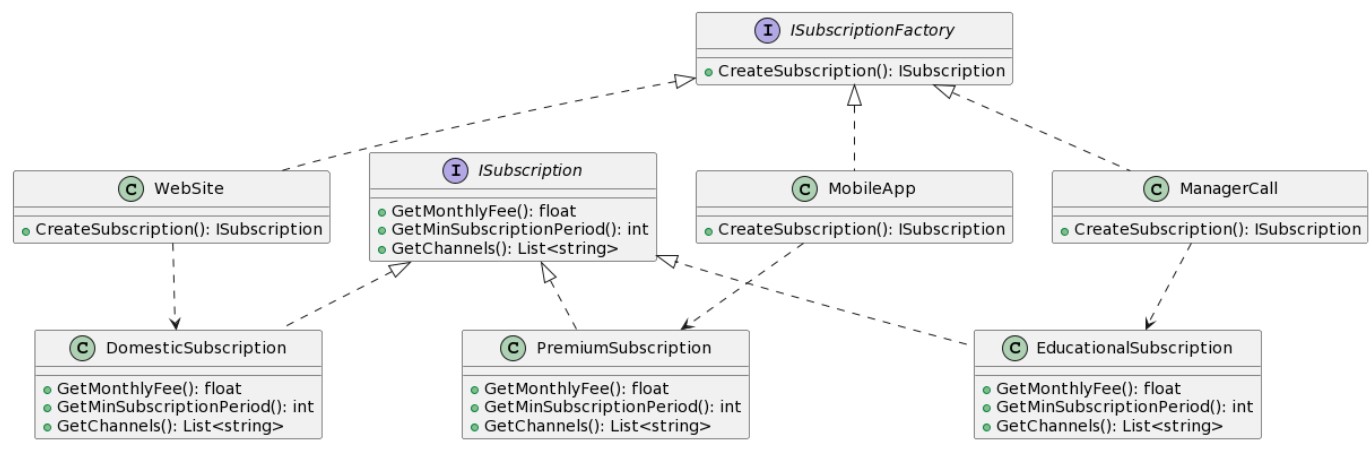 I ISubscriptionFactory
CreateSubscription(): ISubscription
C WebSite
CreateSubscription(): ISubscription
I ISubscription
GetMonthlyFee(): float
GetMinSubscriptionPeriod(): int
GetChannels(): List<string>
C MobileApp
CreateSubscription(): ISubscription
C ManagerCall
CreateSubscription(): ISubscription
C DomesticSubscription
GetMonthlyFee(): float
GetMinSubscriptionPeriod(): int
GetChannels(): List<string>
C PremiumSubscription
GetMonthlyFee(): float
GetMinSubscriptionPeriod(): int
GetChannels(): List<string>
C EducationalSubscription
GetMonthlyFee(): float
GetMinSubscriptionPeriod(): int
GetChannels(): List<string>